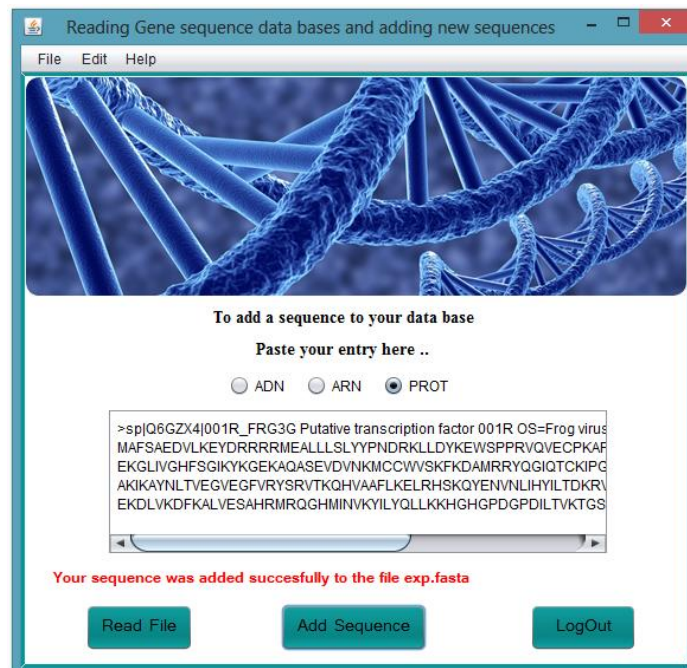 Reading Gene sequence data bases and adding new sequences
File Edit Help
To add a sequence to your data base
Paste your entry here ..
ADN ARN PROT
>sp|Q6GZX4|001R_FRG3G Putative transcription factor 001R OS=Frog virus
MAFSAEDVLKEYDRRRRMEALLLSLYYPNDRKLLDYKEWSPPRVQVECPKAP
EKGLIVGHFSGIKYKGEKAQASEVDVNKMCCWVSKFKDAMRRYQGIQTCKIPG
AKIKAYNLTVEGVEGFVRYSRVTKQHVAAFLKELRHSKQYENVNLIHYILTDKRV
EKDLVKDFKALVESAHRMRQGHMINVKYILYQLLKKHGHGPDGPDILTVKTGS
Your sequence was added succesfully to the file exp.fasta
Read File Add Sequence LogOut